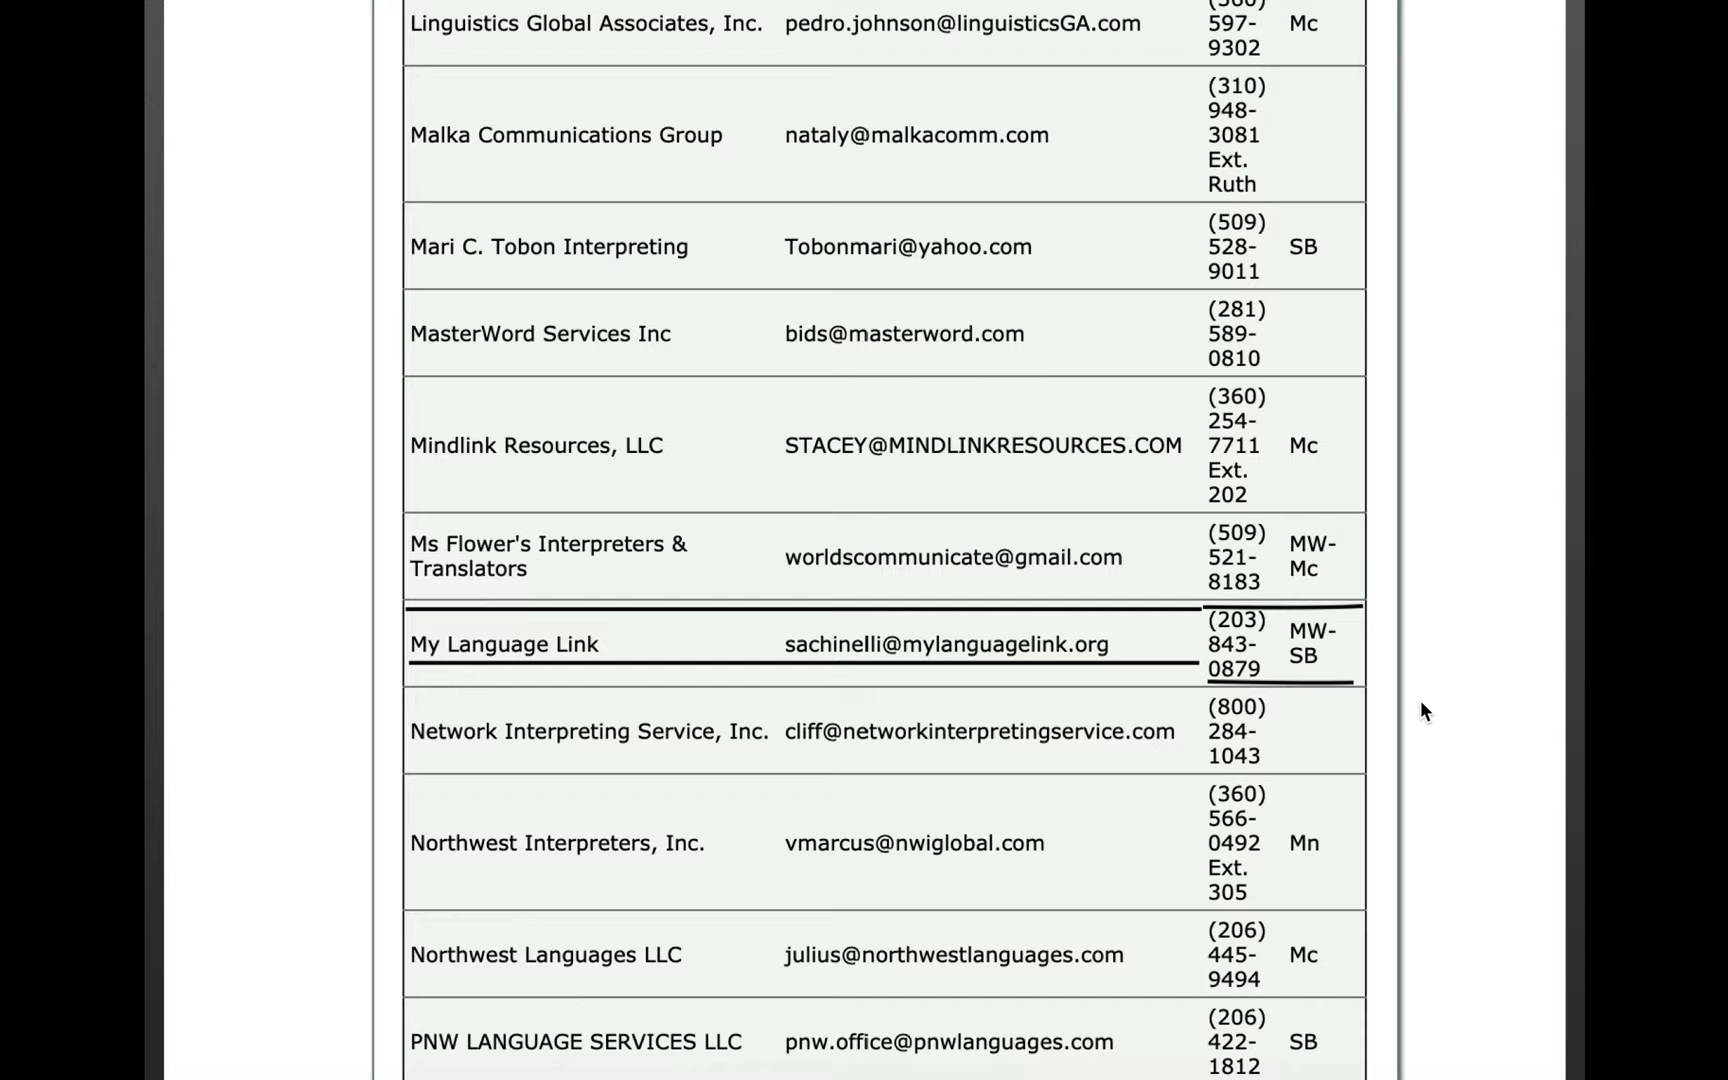 Linguistics Global Associates, Inc. pedro.johnson@linguisticsGA.com 597-
9302 Mc
Malka Communications Group nataly@malkacomm.com (310)
948-
3081
Ext.
Ruth
Mari C. Tobon Interpreting Tobonmari@yahoo.com (509)
528-
9011 SB
MasterWord Services Inc bids@masterword.com (281)
589-
0810
Mindlink Resources, LLC STACEY@MINDLINKRESOURCES.COM (360)
254-
7711
Ext.
202 Mc
Ms Flower's Interpreters &
Translators worldscommunicate@gmail.com (509)
521-
8183 MW-
Mc
My Language Link sachinelli@mylanguagelink.org (203)
843-
0879 MW-
SB
Network Interpreting Service, Inc. cliff@networkinterpretingservice.com (800)
284-
1043
Northwest Interpreters, Inc. vmarcus@nwiglobal.com (360)
566-
0492
Ext.
305 Mn
Northwest Languages LLC julius@northwestlanguages.com (206)
445-
9494 Mc
PNW LANGUAGE SERVICES LLC pnw.office@pnwlanguages.com (206)
422-
1812 SB